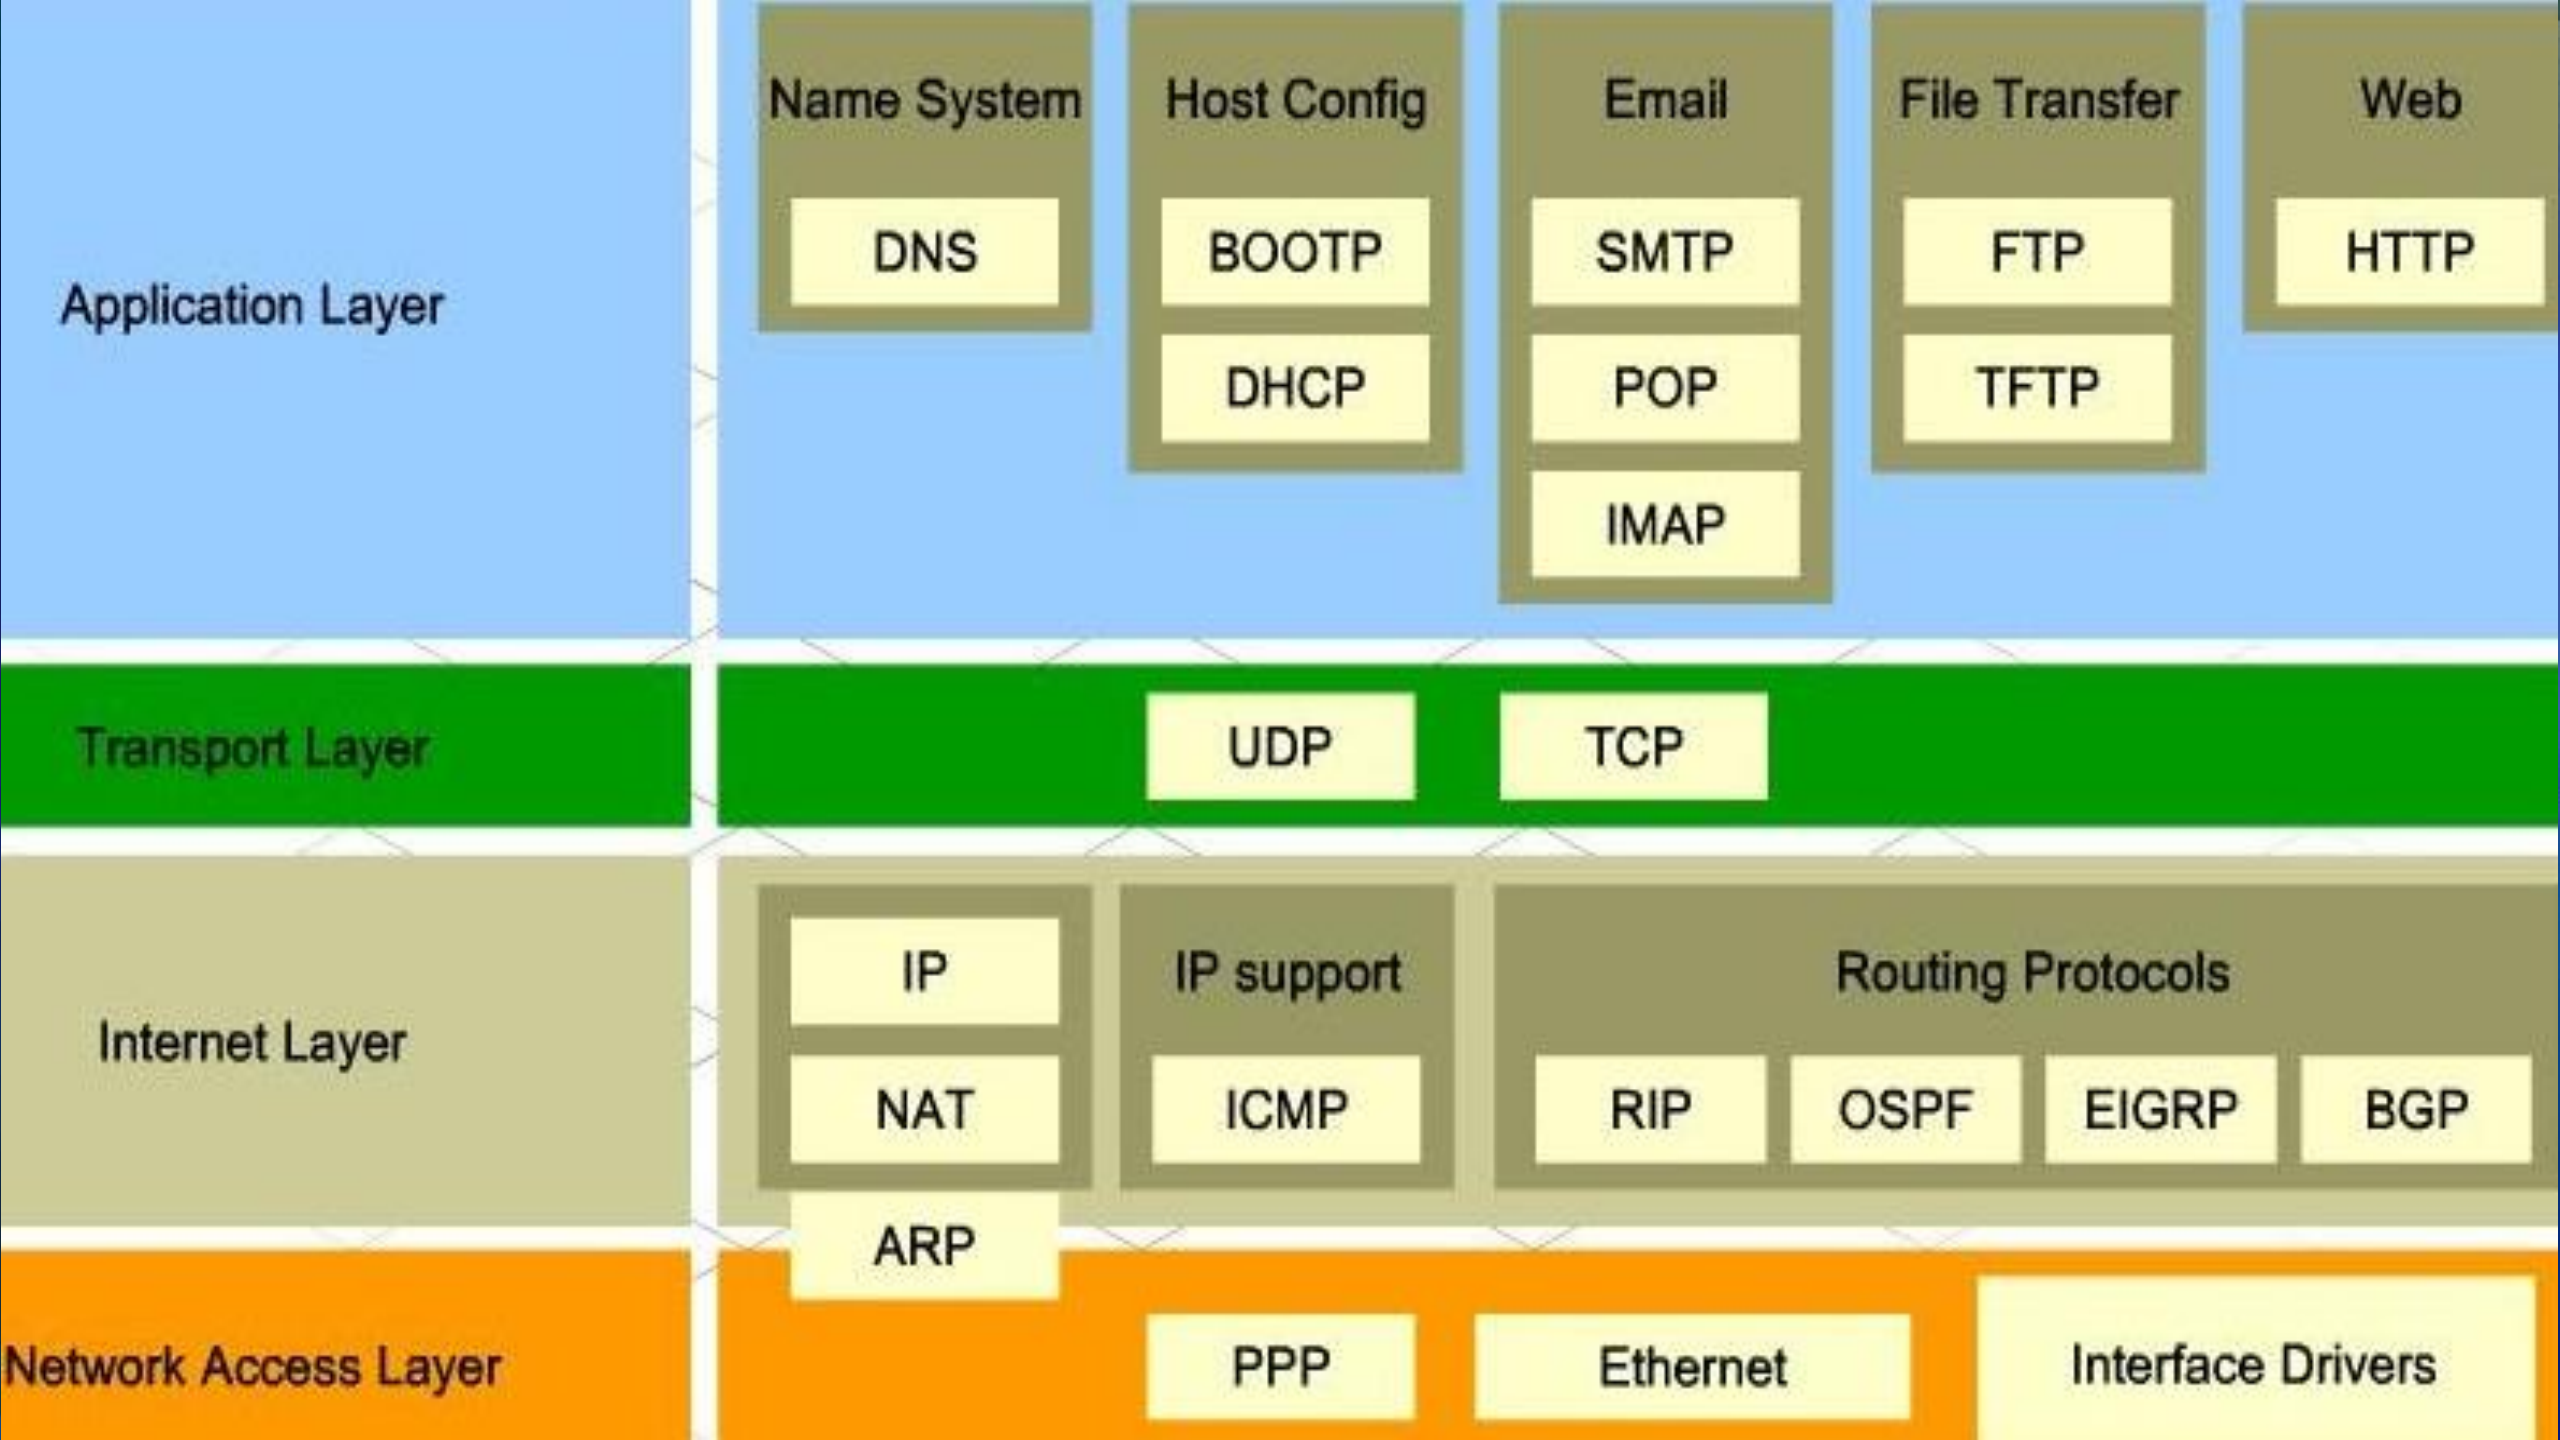 Application Layer
Name System
DNS
Host Config
BOOTP
DHCP
Email
SMTP
POP
IMAP
File Transfer
FTP
TFTP
Web
HTTP
Transport Layer
UDP
TCP
Internet Layer
IP
NAT
ARP
IP support
ICMP
Routing Protocols
RIP
OSPF
EIGRP
BGP
Network Access Layer
PPP
Ethernet
Interface Drivers